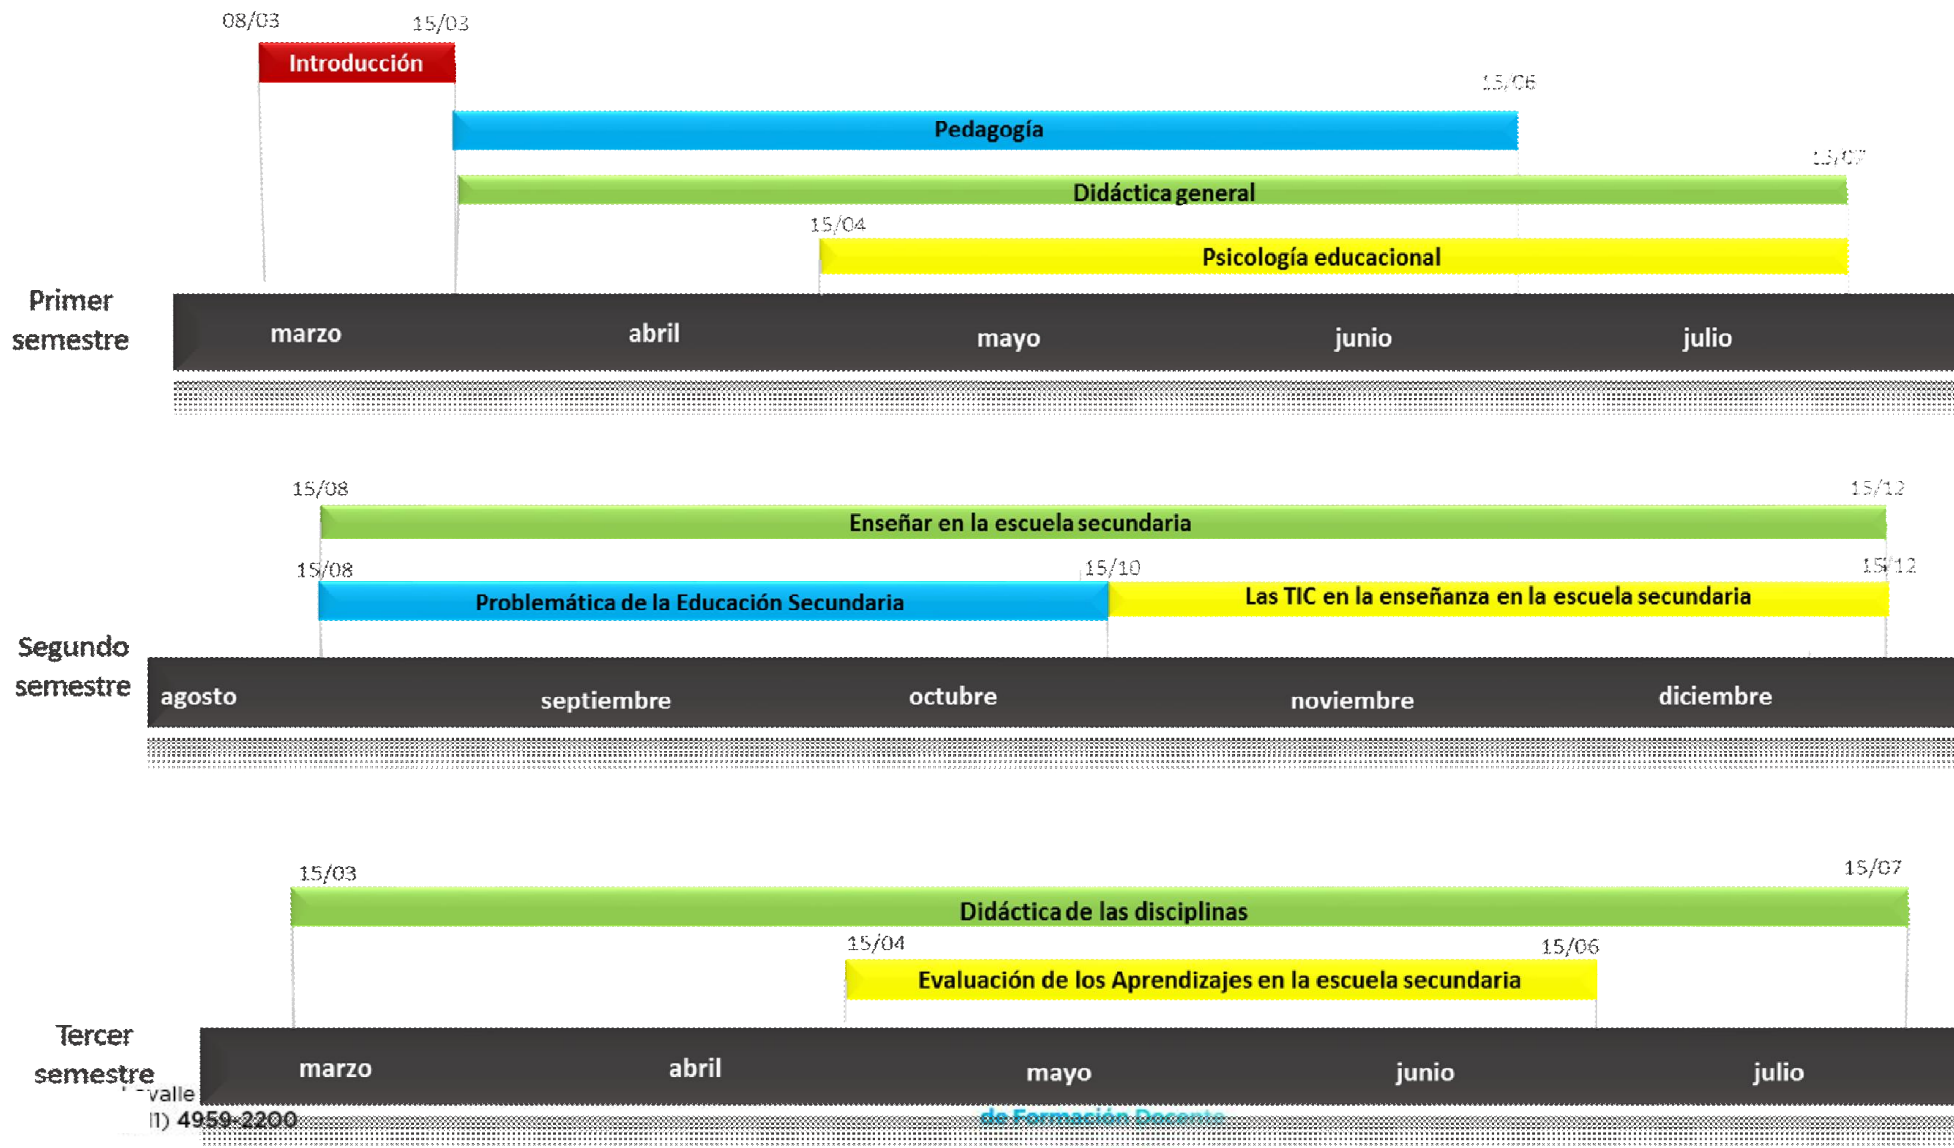 08/03
15/03
Introducción
15/06
Pedagogía
Didáctica general
15/04
Psicología educacional
Primer
semestre
marzo abril mayo junio julio
15/08
15/12
Enseñar en la escuela secundaria
15/08
15/10
15/12
Problemática de la Educación Secundaria
Las TIC en la enseñanza en la escuela secundaria
Segundo
semestre
agosto septiembre octubre noviembre diciembre
15/03
15/07
Didáctica de las disciplinas
15/04
15/06
Evaluación de los Aprendizajes en la escuela secundaria
Tercer
semestre
marzo abril mayo junio julio
valle
11) 4959-2200
de Formación Docente